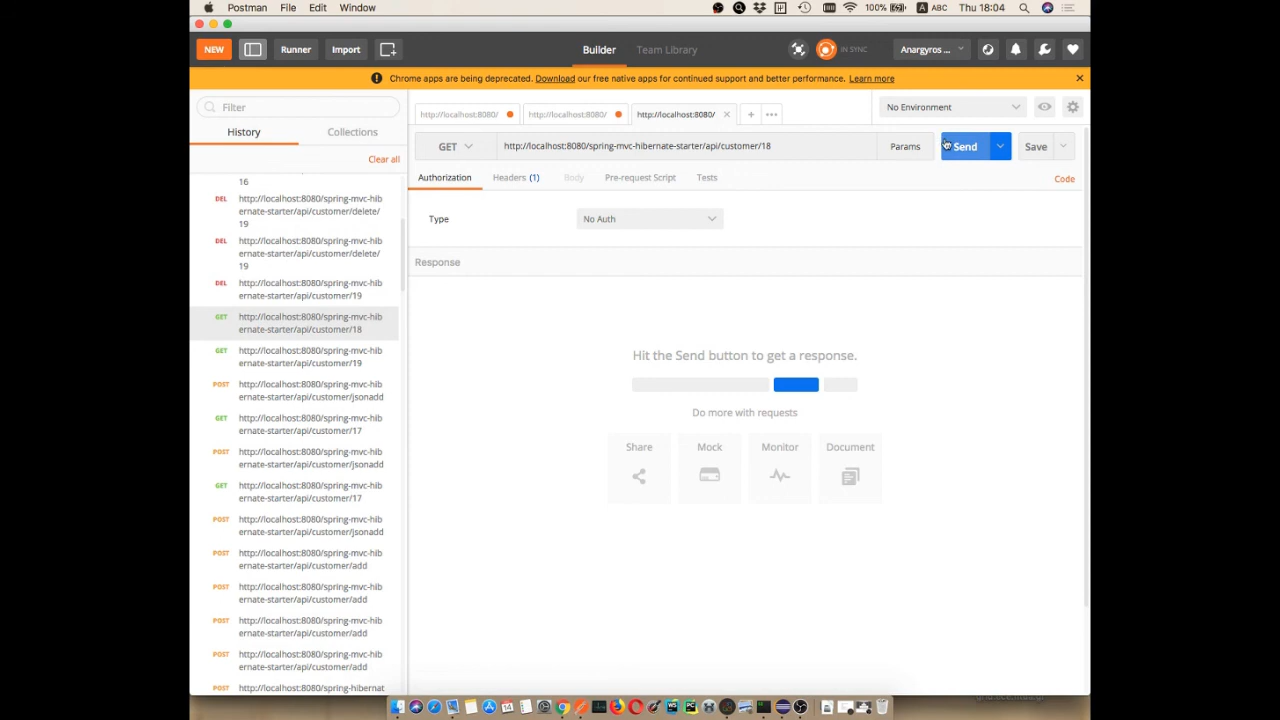 Postman File Edit Window 100% A ABC Thu 18:04
NEW Runner Import Builder Team Library IN SYNC Anargyros ...
Chrome apps are being deprecated. Download our free native apps for continued support and better performance. Learn more
Filter
History Collections
Clear all
16
DEL http://localhost:8080/spring-mvc-hib
ernate-starter/api/customer/delete/
19
DEL http://localhost:8080/spring-mvc-hib
ernate-starter/api/customer/delete/
19
DEL http://localhost:8080/spring-mvc-hib
ernate-starter/api/customer/19
GET http://localhost:8080/spring-mvc-hib
ernate-starter/api/customer/18
GET http://localhost:8080/spring-mvc-hib
ernate-starter/api/customer/19
POST http://localhost:8080/spring-mvc-hib
ernate-starter/api/customer/jsonadd
GET http://localhost:8080/spring-mvc-hib
ernate-starter/api/customer/17
POST http://localhost:8080/spring-mvc-hib
ernate-starter/api/customer/jsonadd
GET http://localhost:8080/spring-mvc-hib
ernate-starter/api/customer/17
POST http://localhost:8080/spring-mvc-hib
ernate-starter/api/customer/jsonadd
POST http://localhost:8080/spring-mvc-hib
ernate-starter/api/customer/add
POST http://localhost:8080/spring-mvc-hib
ernate-starter/api/customer/add
POST http://localhost:8080/spring-mvc-hib
ernate-starter/api/customer/add
POST http://localhost:8080/spring-mvc-hib
ernate-starter/api/customer/add
POST http://localhost:8080/spring-hibernat
http://localhost:8080/ http://localhost:8080/ http://localhost:8080/ No Environment
GET http://localhost:8080/spring-mvc-hibernate-starter/api/customer/18 Params Send Save
Authorization Headers (1) Body Pre-request Script Tests Code
Type No Auth
Response
Hit the Send button to get a response.
Do more with requests
Share Mock Monitor Document